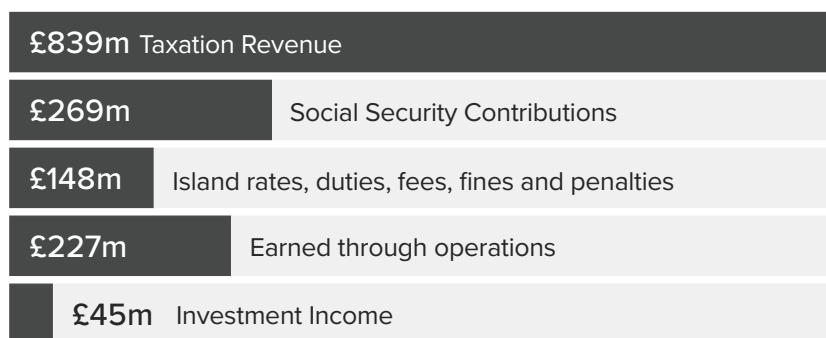 £839m Taxation Revenue
£269m Social Security Contributions
£148m Island rates, duties, fees, fines and penalties
£227m Earned through operations
£45m Investment Income